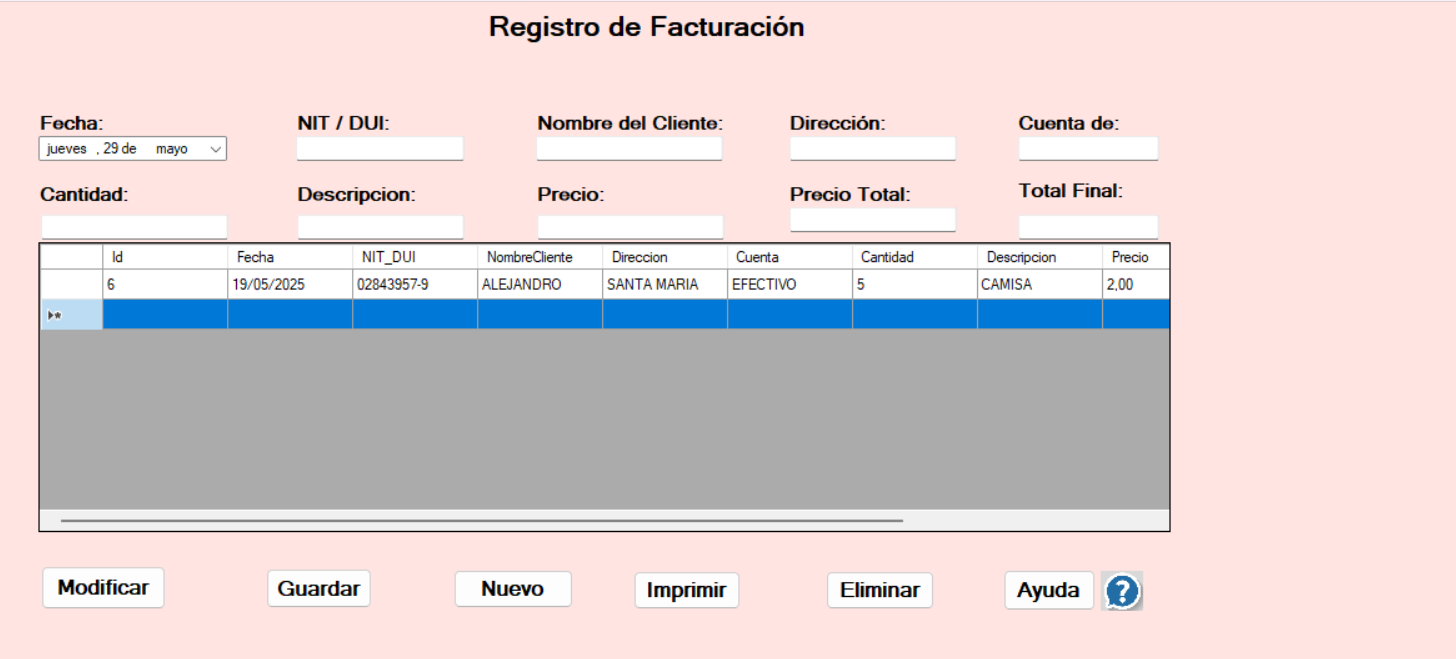 Registro de Facturación
Fecha: NIT / DUI: Nombre del Cliente: Dirección: Cuenta de:
jueves , 29 de mayo
Cantidad: Descripcion: Precio: Precio Total: Total Final:
Id Fecha NIT_DUI NombreCliente Direccion Cuenta Cantidad Descripcion Precio
6 19/05/2025 02843957-9 ALEJANDRO SANTA MARIA EFECTIVO 5 CAMISA 2,00
Modificar Guardar Nuevo Imprimir Eliminar Ayuda ?